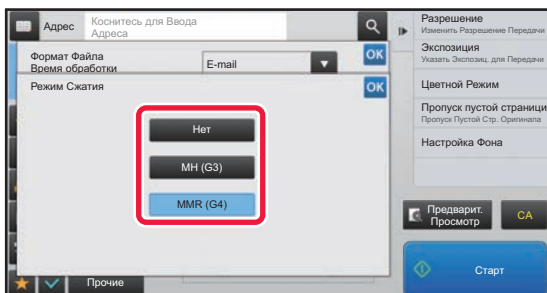 Адрес
Коснитесь для Ввода
Адреса
Формат Файла
Время обработки
E-mail
OK
Режим Сжатия
OK
Нет
MH (G3)
MMR (G4)
Прочие
Разрешение
Изменить Разрешение Передачи
Экспозиция
Указать Экспозиц. для Передачи
Цветной Режим
Пропуск пустой страници
Пропуск Пустой Стр. Оригинала
Настройка Фона
Предварит.
Просмотр
CA
Старт